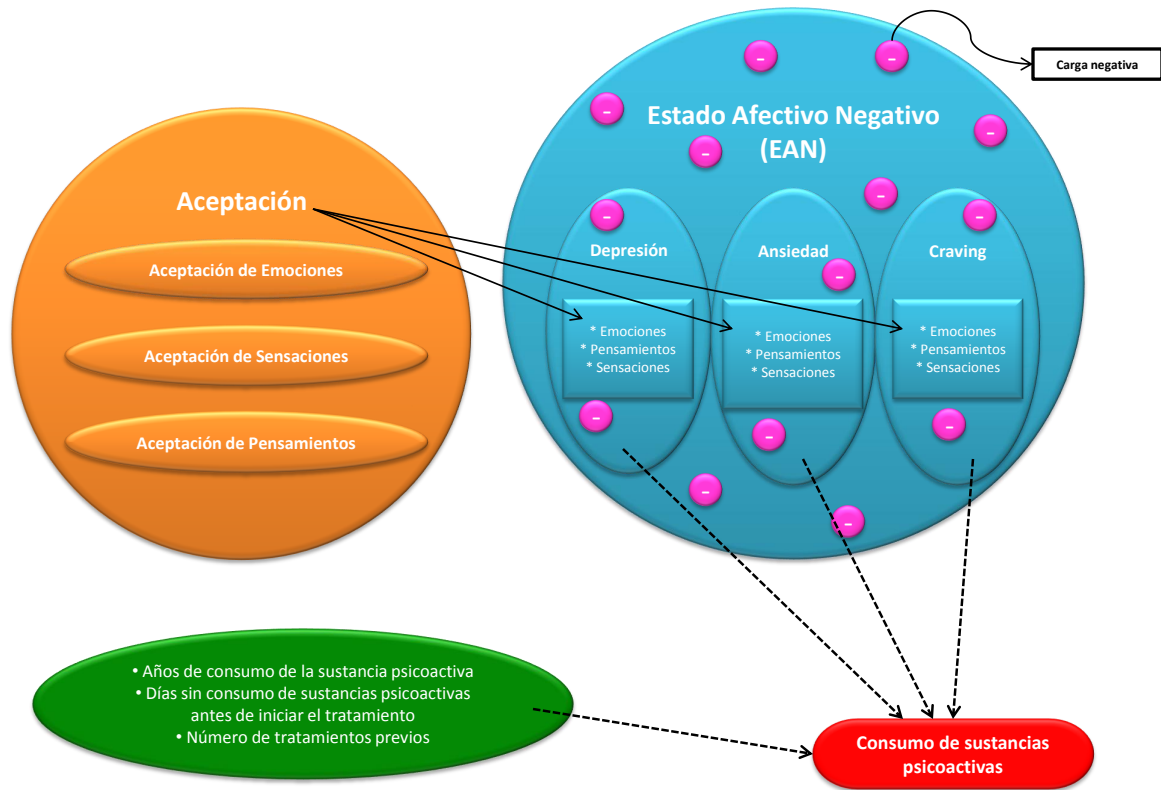 Carga negativa
Estado Afectivo Negativo
(EAN)
Aceptación
Aceptación de Emociones
Aceptación de Sensaciones
Aceptación de Pensamientos
Depresión
* Emociones
* Pensamientos
* Sensaciones
Ansiedad
* Emociones
* Pensamientos
* Sensaciones
Craving
* Emociones
* Pensamientos
* Sensaciones
• Años de consumo de la sustancia psicoactiva
• Días sin consumo de sustancias psicoactivas
antes de iniciar el tratamiento
• Número de tratamientos previos
Consumo de sustancias
psicoactivas